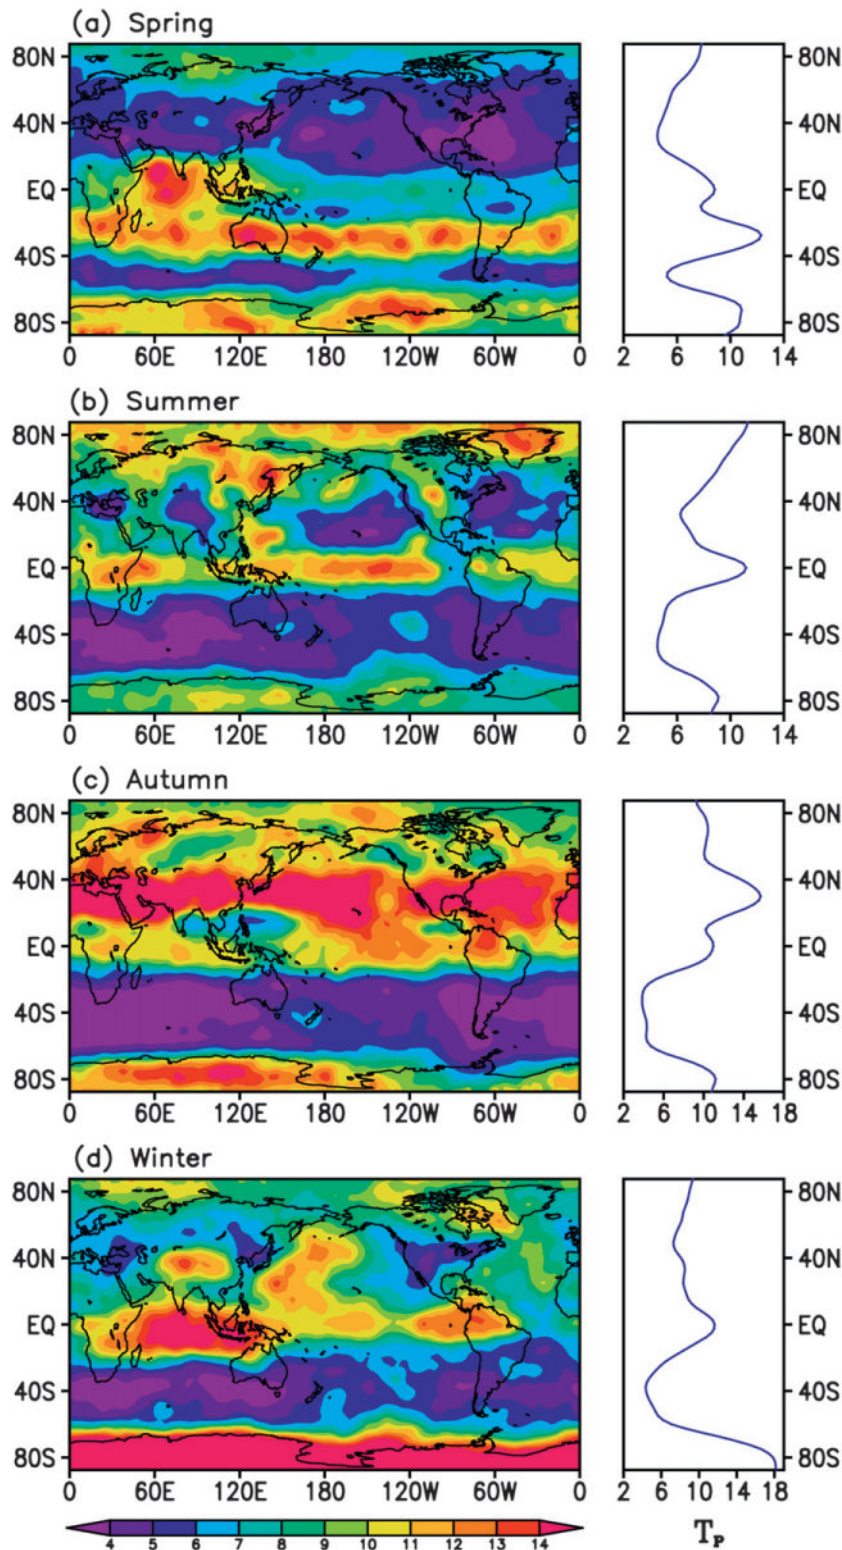 (a) Spring
80N 80N
40N 40N
EQ EQ
40S 40S
80S 80S
0 60E 120E 180 120W 60W 0 2 6 10 14
(b) Summer
80N 80N
40N 40N
EQ EQ
40S 40S
80S 80S
0 60E 120E 180 120W 60W 0 2 6 10 14
(c) Autumn
80N 80N
40N 40N
EQ EQ
40S 40S
80S 80S
0 60E 120E 180 120W 60W 0 2 6 10 14 18
(d) Winter
80N 80N
40N 40N
EQ EQ
40S 40S
80S 80S
0 60E 120E 180 120W 60W 0 2 6 10 14 18
4 5 6 7 8 9 10 11 12 13 14 Tₚ